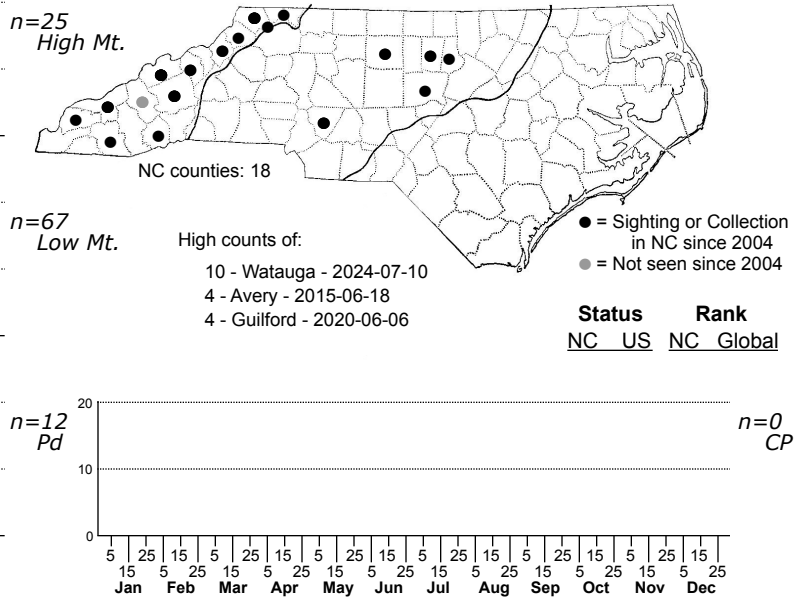 n=25
High Mt.
NC counties: 18
n=67
Low Mt.
High counts of:
10 - Watauga - 2024-07-10
4 - Avery - 2015-06-18
4 - Guilford - 2020-06-06
● = Sighting or Collection
in NC since 2004
● = Not seen since 2004
Status Rank
NC US NC Global
n=12
Pd
n=0
CP
20
10
0
5 25 15 5 25 15 5 25 15 5 25 15 5 25 15 5 25 15
15 5 25 15 5 25 15 5 25 15 5 25 15 5 25 15 5 25
Jan Feb Mar Apr May Jun Jul Aug Sep Oct Nov Dec